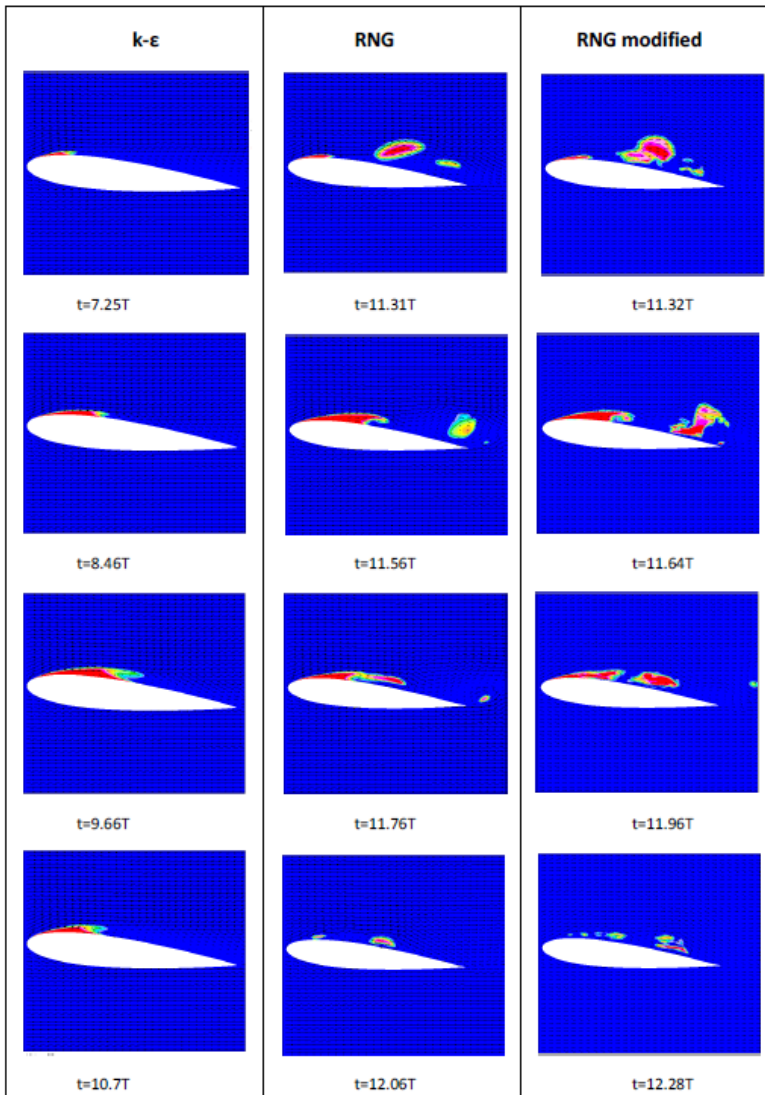 k-ε RNG RNG modified
t=7.25T t=11.31T t=11.32T
t=8.46T t=11.56T t=11.64T
t=9.66T t=11.76T t=11.96T
t=10.7T t=12.06T t=12.28T